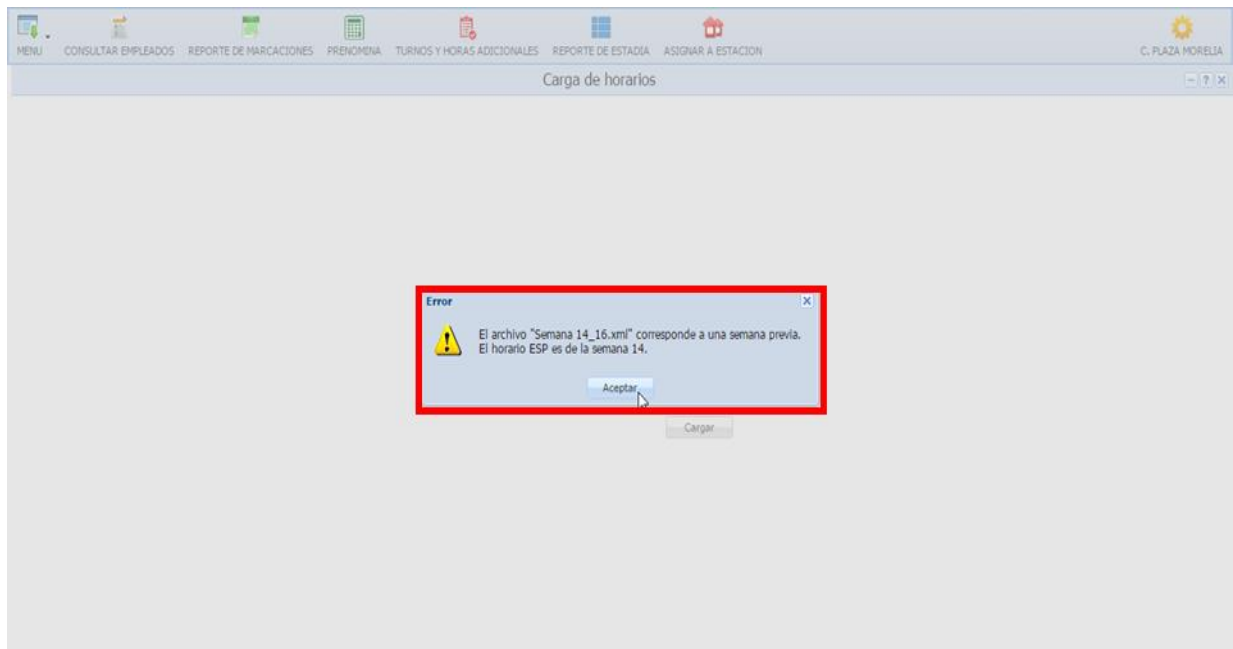 MENU CONSULTAR EMPLEADOS REPORTE DE MARCACIONES PRENOMINA TURNOS Y HORAS ADICIONALES REPORTE DE ESTADIA ASIGNAR A ESTACION C. PLAZA MORELIA
Carga de horarios
Error
El archivo "Semana 14_16.xml" corresponde a una semana previa.
El horario ESP es de la semana 14.
Aceptar
Cargar